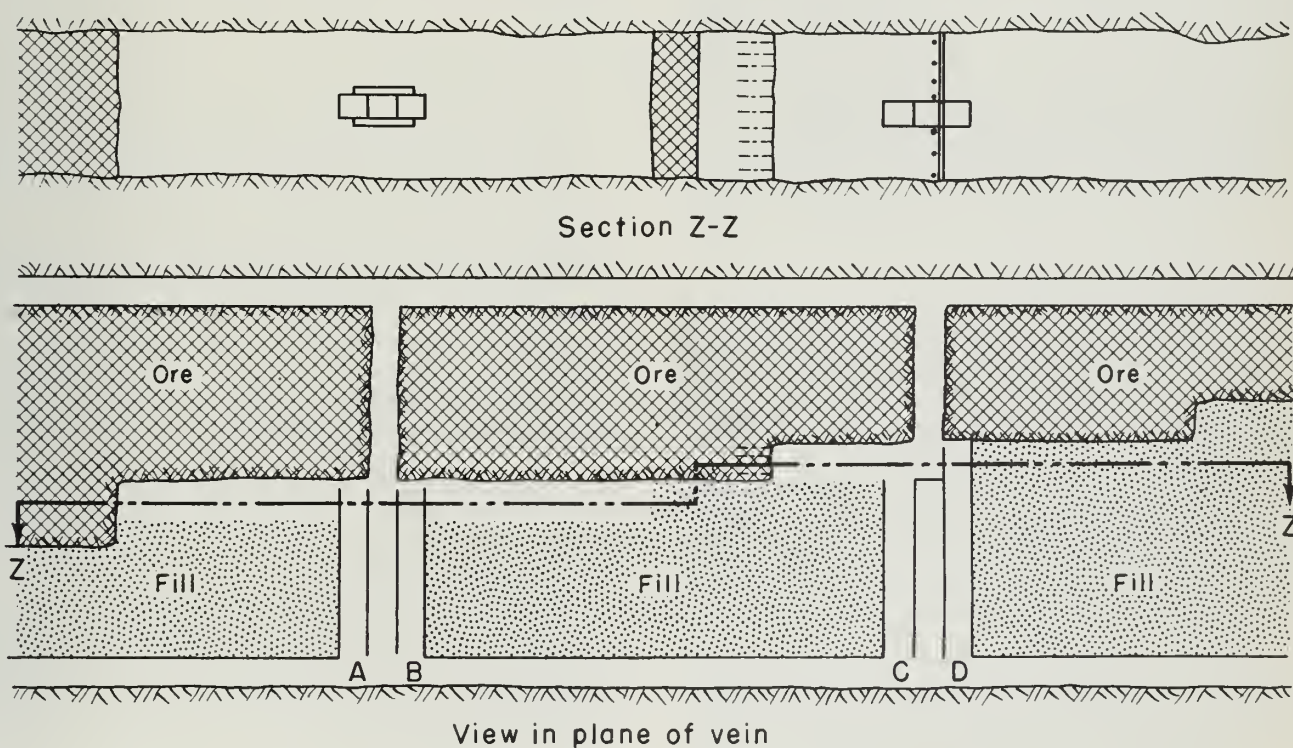 Section Z-Z
Ore
Ore
Ore
Z
Z
Fill
Fill
Fill
A
B
C
D
View in plane of vein